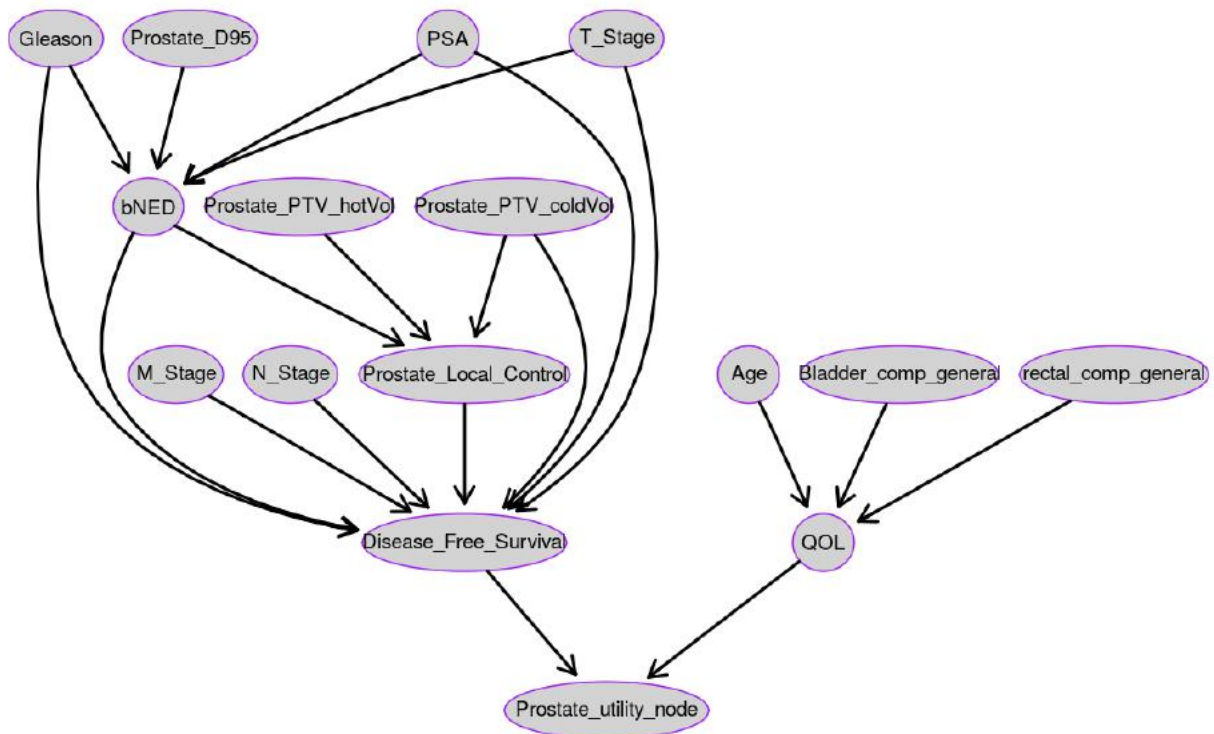 Gleason
Prostate_D95
PSA
T_Stage
bNED
Prostate_PTV_hotVol
Prostate_PTV_coldVol
M_Stage
N_Stage
Prostate_Local_Control
Age
Bladder_comp_general
rectal_comp_general
Disease_Free_Survival
QOL
Prostate_utility_node